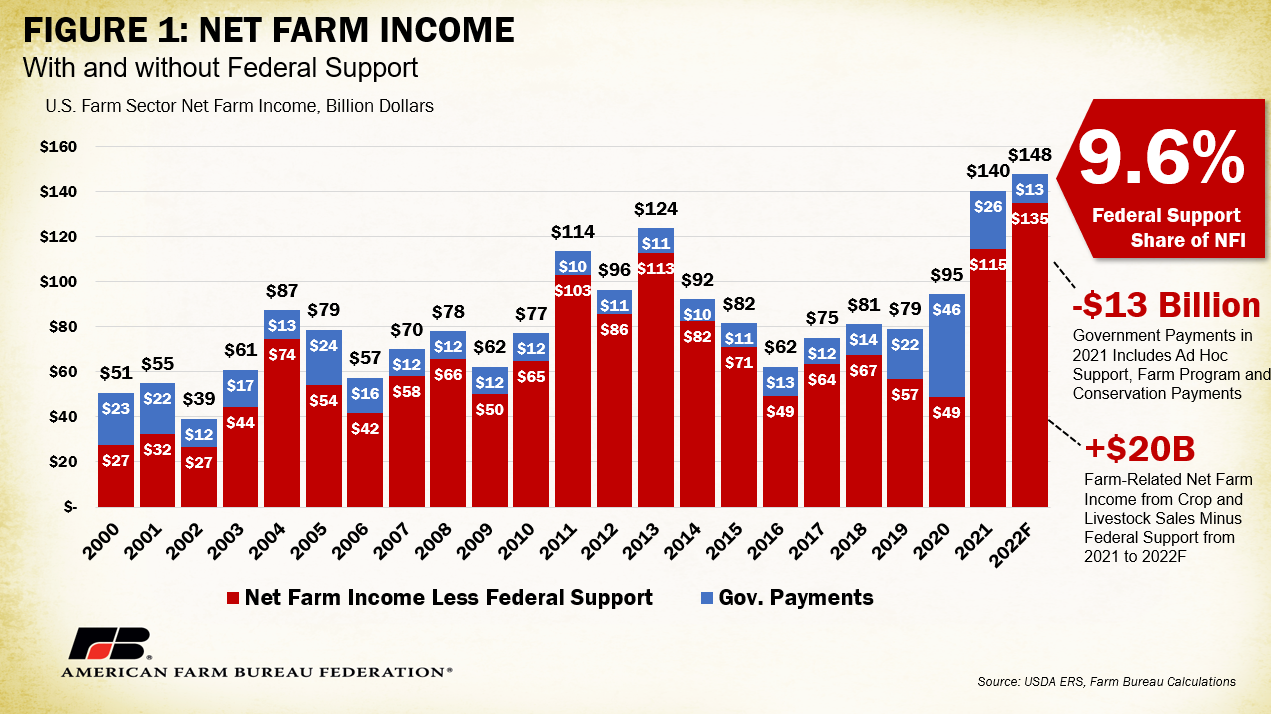 FIGURE 1: NET FARM INCOME
With and without Federal Support
U.S. Farm Sector Net Farm Income, Billion Dollars
$160
$140
$120
$100
$80
$60
$40
$20
$-
$51 $55 $39 $61 $87 $79 $57 $70 $78 $62 $77 $114 $96 $124 $92 $82 $62 $75 $81 $79 $95 $140 $148
$23 $22 $12 $17 $13 $24 $16 $12 $12 $12 $12 $10 $11 $11 $10 $11 $13 $12 $14 $22 $46 $26 $13
$27 $32 $27 $44 $74 $54 $42 $58 $66 $50 $65 $103 $86 $113 $82 $71 $49 $64 $67 $57 $49 $115 $135
2000 2001 2002 2003 2004 2005 2006 2007 2008 2009 2010 2011 2012 2013 2014 2015 2016 2017 2018 2019 2020 2021 2022F
Net Farm Income Less Federal Support Gov. Payments
9.6%
Federal Support
Share of NFI
-$13 Billion
Government Payments in
2021 Includes Ad Hoc
Support, Farm Program and
Conservation Payments
+$20B
Farm-Related Net Farm
Income from Crop and
Livestock Sales Minus
Federal Support from
2021 to 2022F
FB®
AMERICAN FARM BUREAU FEDERATION®
Source: USDA ERS, Farm Bureau Calculations